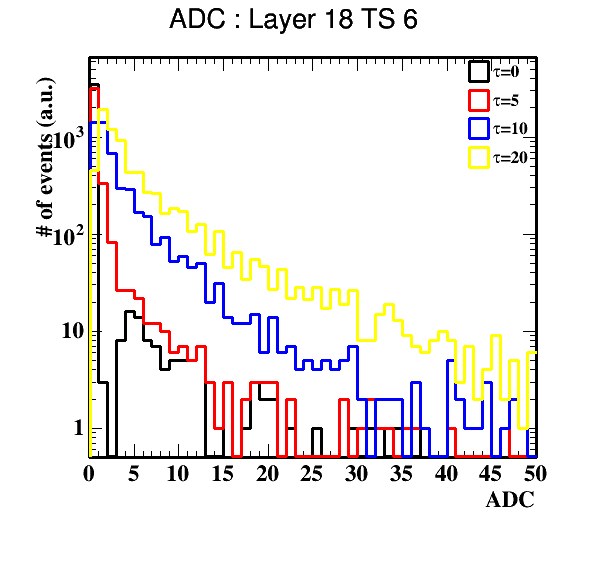 ADC : Layer 18 TS 6
# of events (a.u.)
10³
10²
10
1
τ=0
τ=5
τ=10
τ=20
0 5 10 15 20 25 30 35 40 45 50
ADC